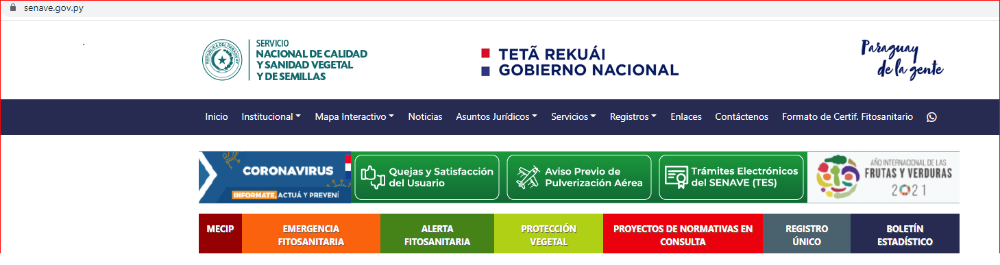 senave.gov.py
REPUBLICA DEL PARAGUAY
SERVICIO
NACIONAL DE CALIDAD
Y SANIDAD VEGETAL
Y DE SEMILLAS
TETÃ REKUÁI
GOBIERNO NACIONAL
Paraguay
de la gente
Inicio Institucional Mapa Interactivo Noticias Asuntos Jurídicos Servicios Registros Enlaces Contáctenos Formato de Certif. Fitosanitario
CORONAVIRUS
INFORMATE, ACTUÁ Y PREVENÍ
Quejas y Satisfacción
del Usuario
Aviso Previo de
Pulverización Aérea
Trámites Electrónicos
del SENAVE (TES)
AÑO INTERNACIONAL DE LAS
FRUTAS Y VERDURAS
2021
MECIP
EMERGENCIA
FITOSANITARIA
ALERTA
FITOSANITARIA
PROTECCIÓN
VEGETAL
PROYECTOS DE NORMATIVAS EN
CONSULTA
REGISTRO
ÚNICO
BOLETÍN
ESTADÍSTICO